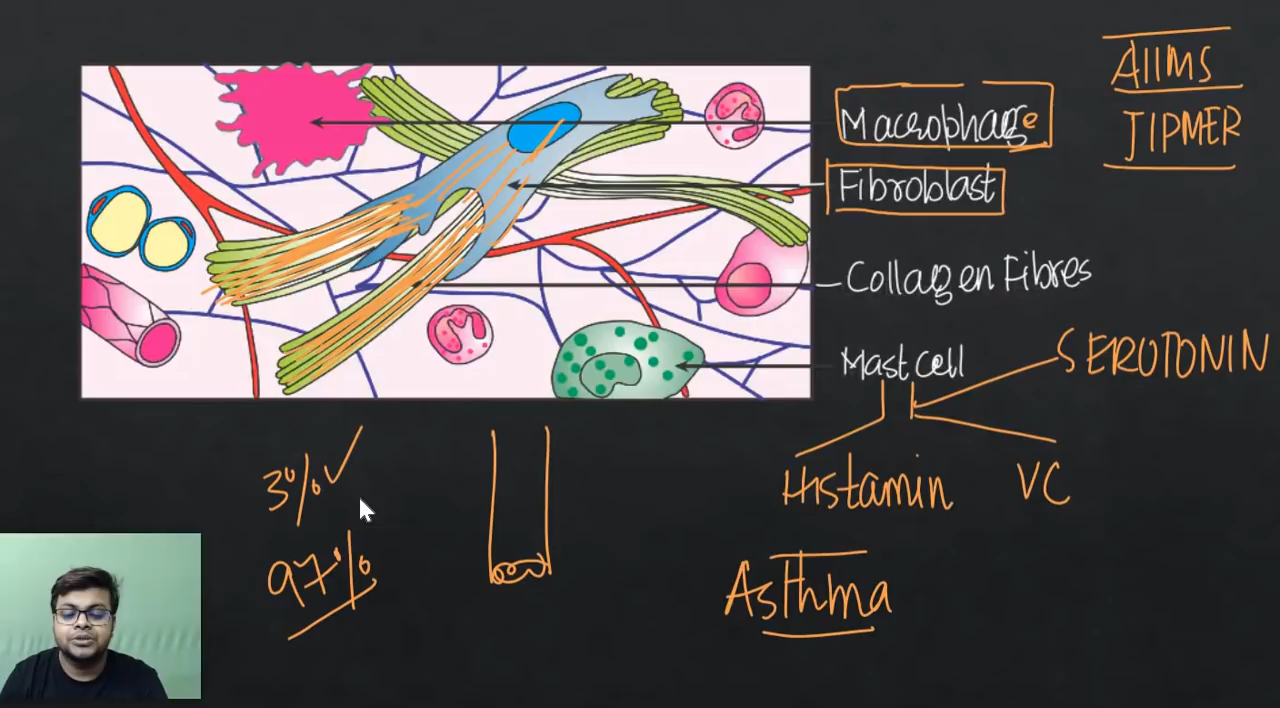 AIIMS
JIPMER
Macrophage
Fibroblast
Collagen Fibres
Mast cell
SEROTONIN
Histamin
VC
3%
97%
Asthma